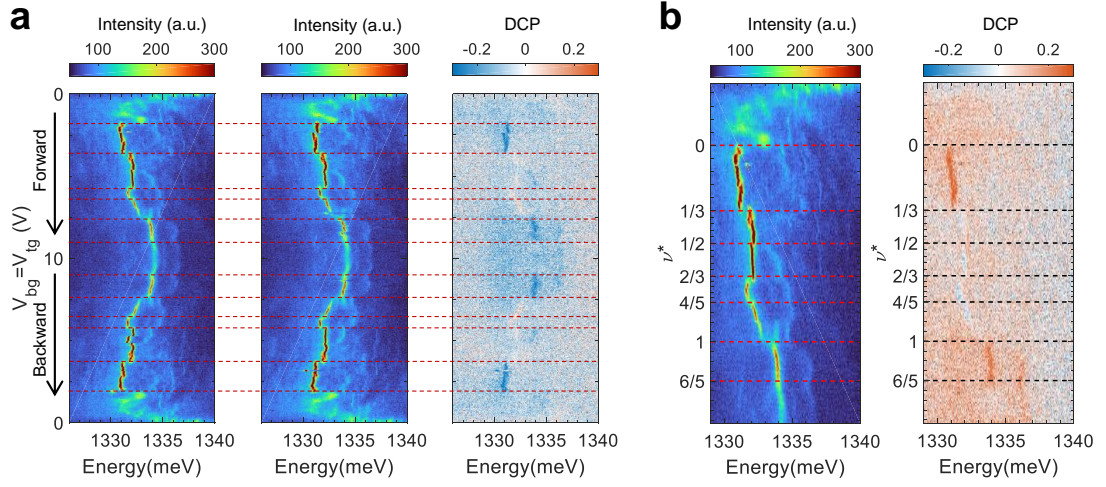 a
b
Intensity (a.u.)
Intensity (a.u.)
DCP
Intensity (a.u.)
DCP
100 200 300
100 200 300
-0.2 0 0.2
100 200 300
-0.2 0 0.2
0
10
0
Forward
Backward
V_bg=V_tg (V)
1330 1340
1330 1340
1330 1340
Energy(meV)
Energy(meV)
Energy(meV)
ν*
0
1/3
1/2
2/3
4/5
1
6/5
1330 1335 1340
Energy(meV)
ν*
0
1/3
1/2
2/3
4/5
1
6/5
1330 1335 1340
Energy(meV)